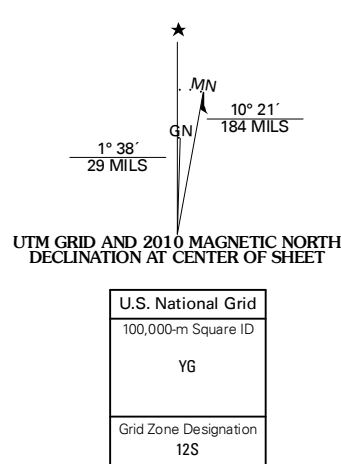 ★
MN
GN
10° 21´
184 MILS
1° 38´
29 MILS
UTM GRID AND 2010 MAGNETIC NORTH
DECLINATION AT CENTER OF SHEET
U.S. National Grid
100,000-m Square ID
YG
Grid Zone Designation
12S